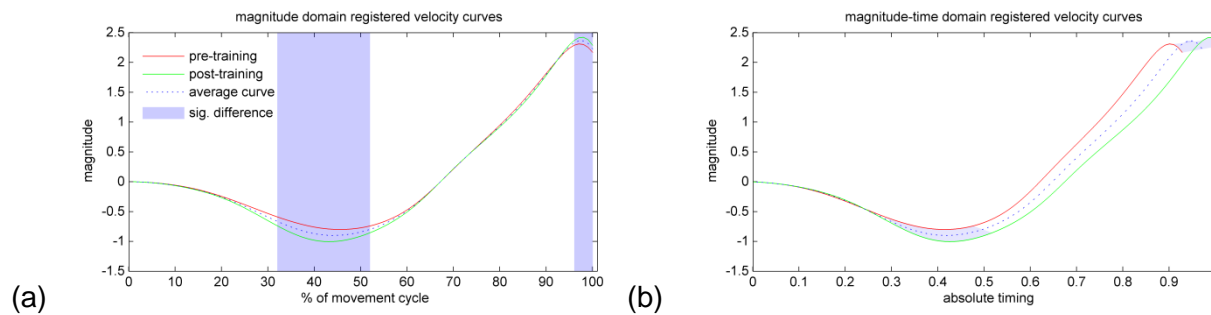 magnitude domain registered velocity curves
2.5
2
1.5
1
0.5
0
-0.5
-1
-1.5
magnitude
pre-training
post-training
average curve
sig. difference
0 10 20 30 40 50 60 70 80 90 100
% of movement cycle
(a)
magnitude-time domain registered velocity curves
2.5
2
1.5
1
0.5
0
-0.5
-1
-1.5
magnitude
0 0.1 0.2 0.3 0.4 0.5 0.6 0.7 0.8 0.9
absolute timing
(b)